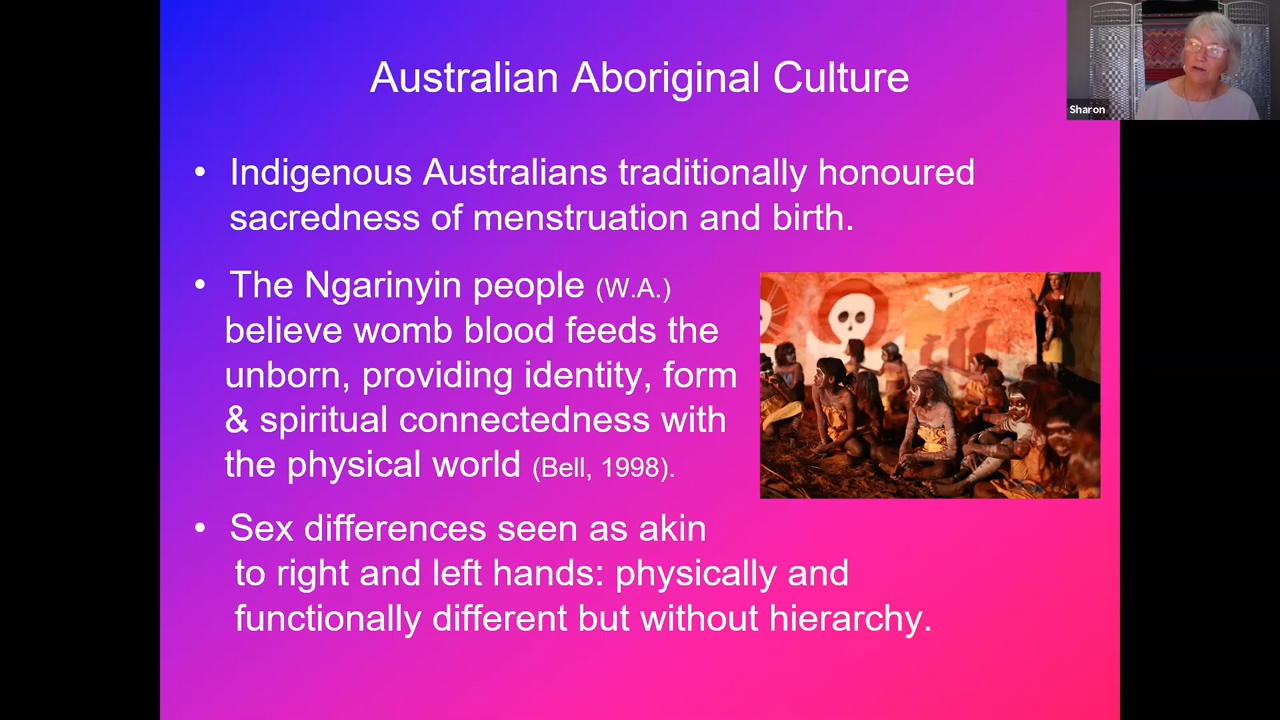 Australian Aboriginal Culture
Sharon
• Indigenous Australians traditionally honoured
sacredness of menstruation and birth.
• The Ngarinyin people (W.A.)
believe womb blood feeds the
unborn, providing identity, form
& spiritual connectedness with
the physical world (Bell, 1998).
• Sex differences seen as akin
to right and left hands: physically and
functionally different but without hierarchy.